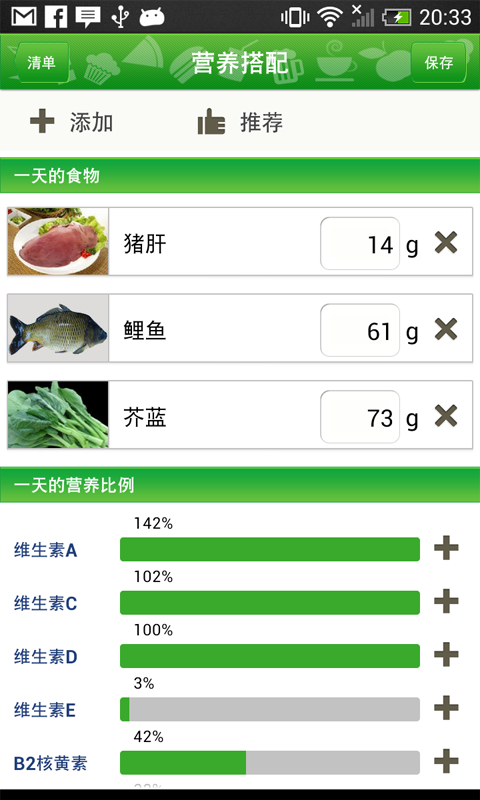 20:33
清单
营养搭配
保存
添加
推荐
一天的食物
猪肝
14 g
鲤鱼
61 g
芥蓝
73 g
一天的营养比例
142%
维生素A
102%
维生素C
100%
维生素D
3%
维生素E
42%
B2核黄素